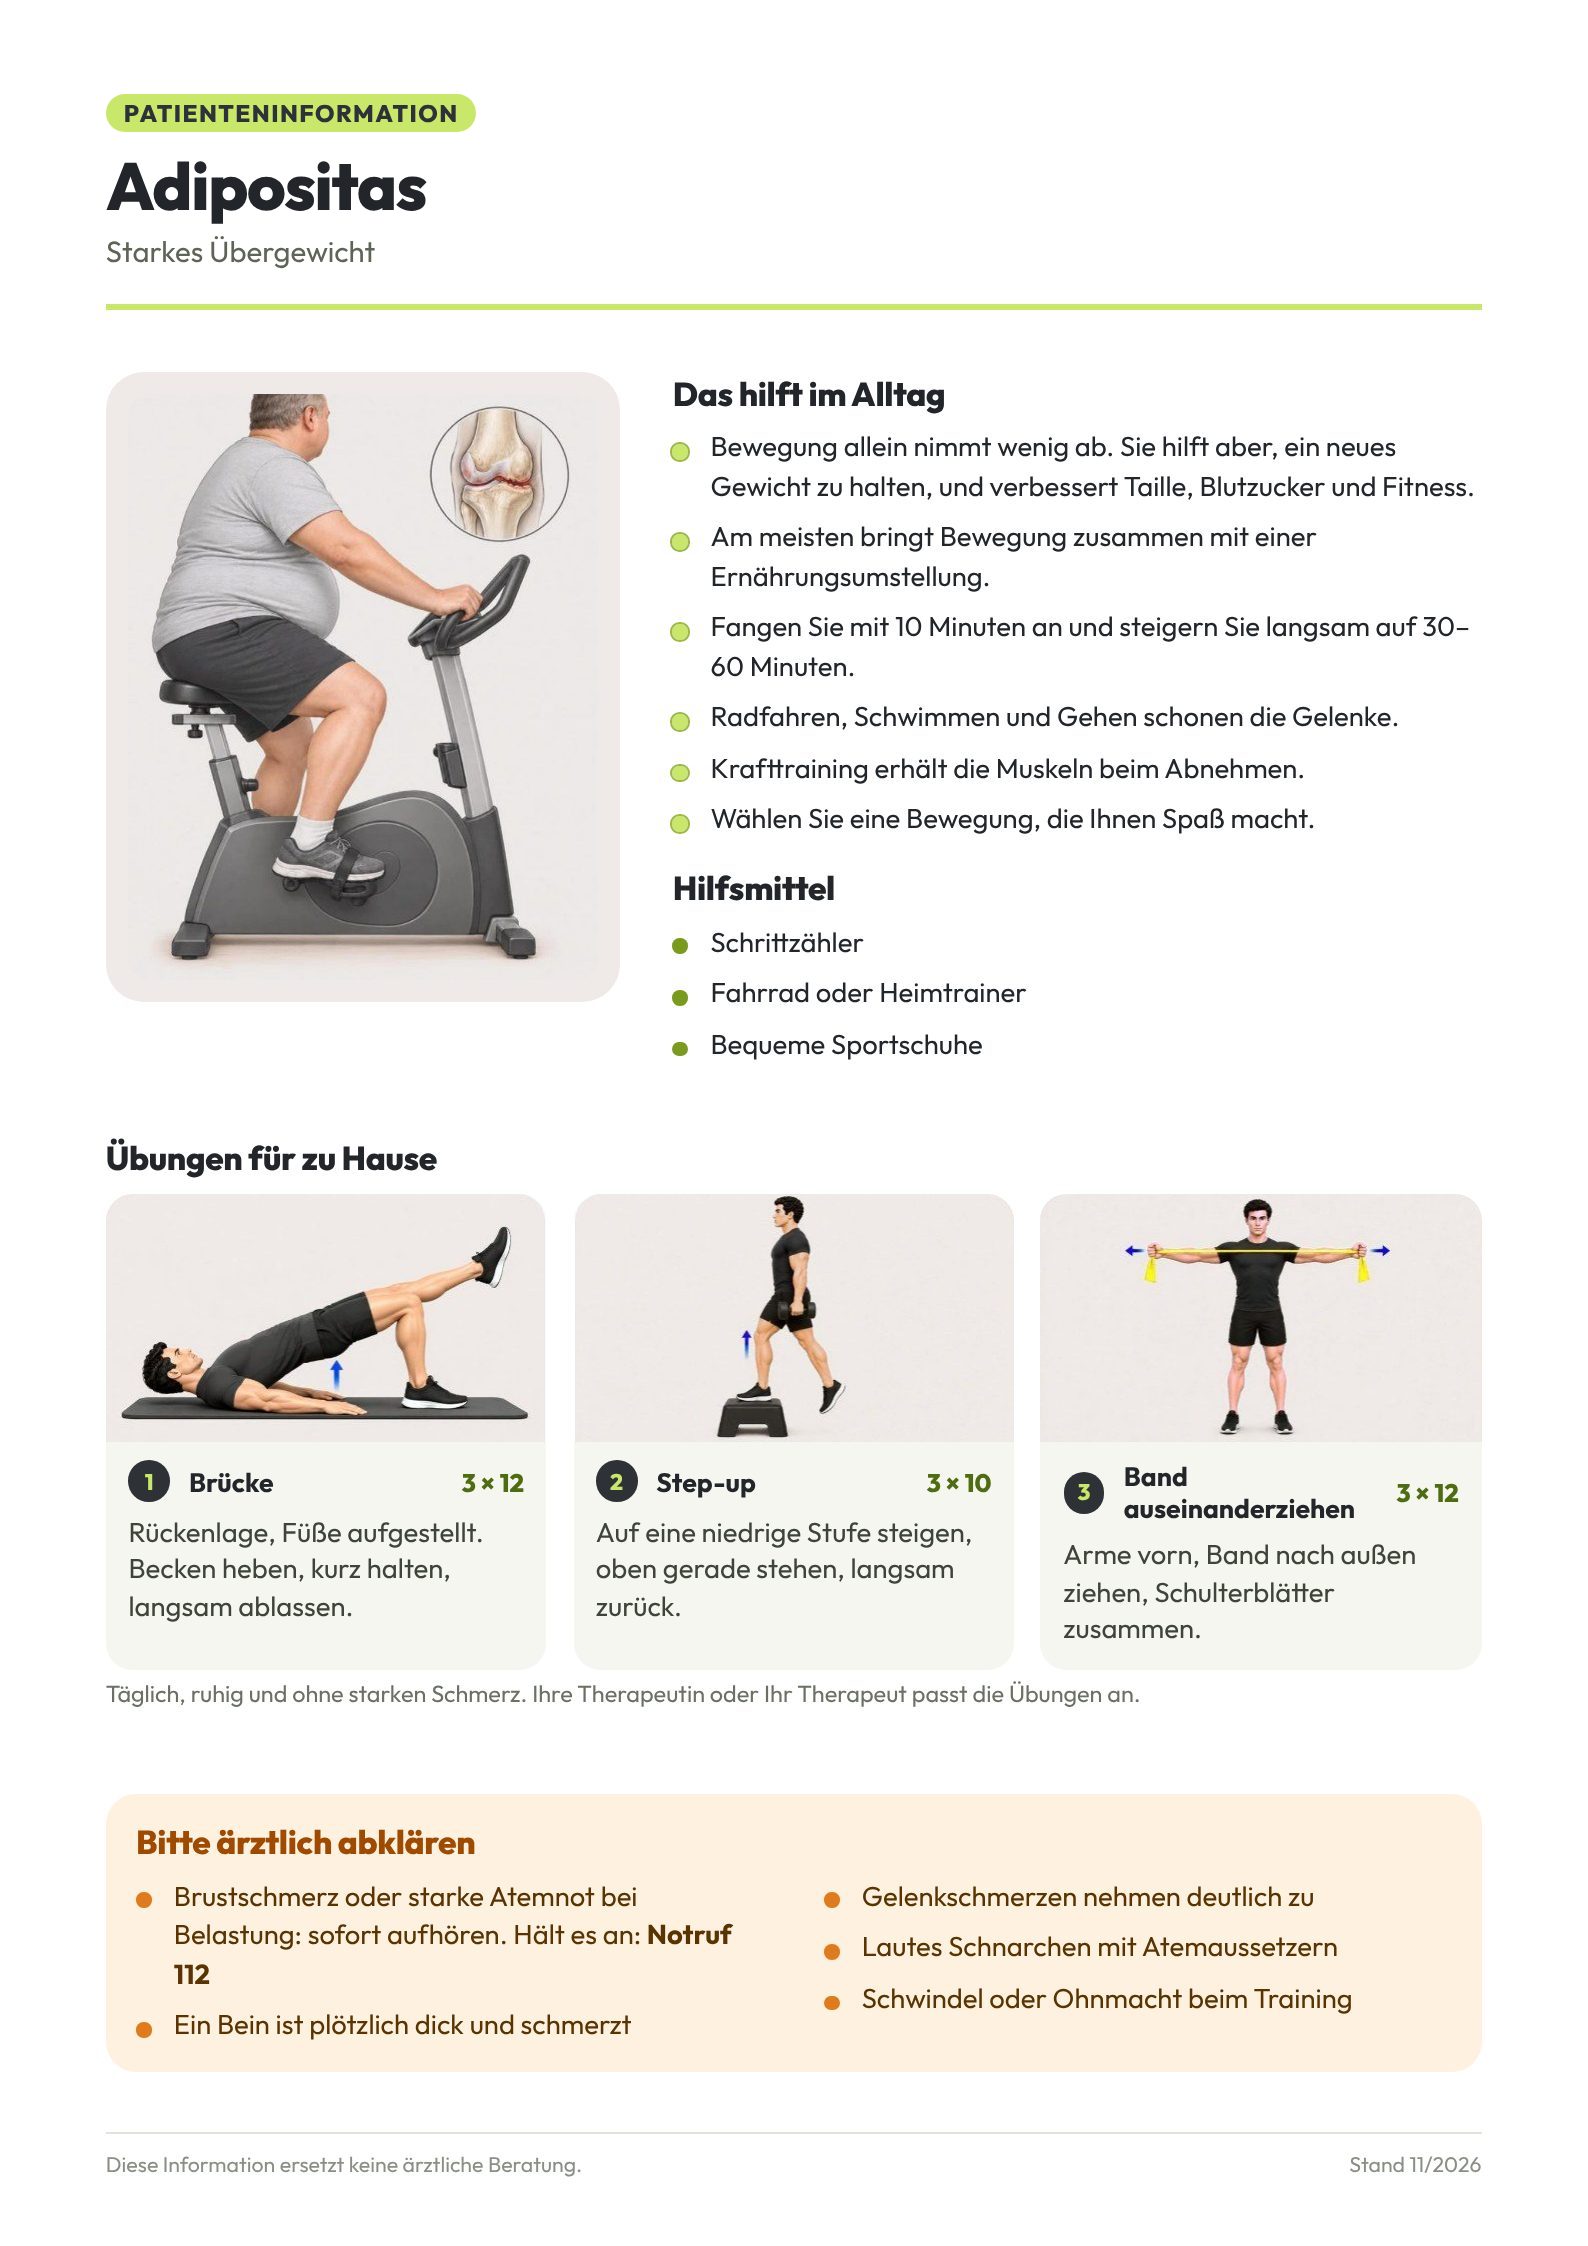 PATIENTENINFORMATION
Adipositas
Starkes Übergewicht
Das hilft im Alltag
Bewegung allein nimmt wenig ab. Sie hilft aber, ein neues
Gewicht zu halten, und verbessert Taille, Blutzucker und Fitness.
Am meisten bringt Bewegung zusammen mit einer
Ernährungsumstellung.
Fangen Sie mit 10 Minuten an und steigern Sie langsam auf 30–
60 Minuten.
Radfahren, Schwimmen und Gehen schonen die Gelenke.
Krafttraining erhält die Muskeln beim Abnehmen.
Wählen Sie eine Bewegung, die Ihnen Spaß macht.
Hilfsmittel
Schrittzähler
Fahrrad oder Heimtrainer
Bequeme Sportschuhe
Übungen für zu Hause
1 Brücke 3 × 12
Rückenlage, Füße aufgestellt.
Becken heben, kurz halten,
langsam ablassen.
2 Step-up 3 × 10
Auf eine niedrige Stufe steigen,
oben gerade stehen, langsam
zurück.
3 Band
auseinanderziehen 3 × 12
Arme vorn, Band nach außen
ziehen, Schulterblätter
zusammen.
Täglich, ruhig und ohne starken Schmerz. Ihre Therapeutin oder Ihr Therapeut passt die Übungen an.
Bitte ärztlich abklären
Brustschmerz oder starke Atemnot bei
Belastung: sofort aufhören. Hält es an: Notruf
112
Ein Bein ist plötzlich dick und schmerzt
Gelenkschmerzen nehmen deutlich zu
Lautes Schnarchen mit Atemaussetzern
Schwindel oder Ohnmacht beim Training
Diese Information ersetzt keine ärztliche Beratung.
Stand 11/2026